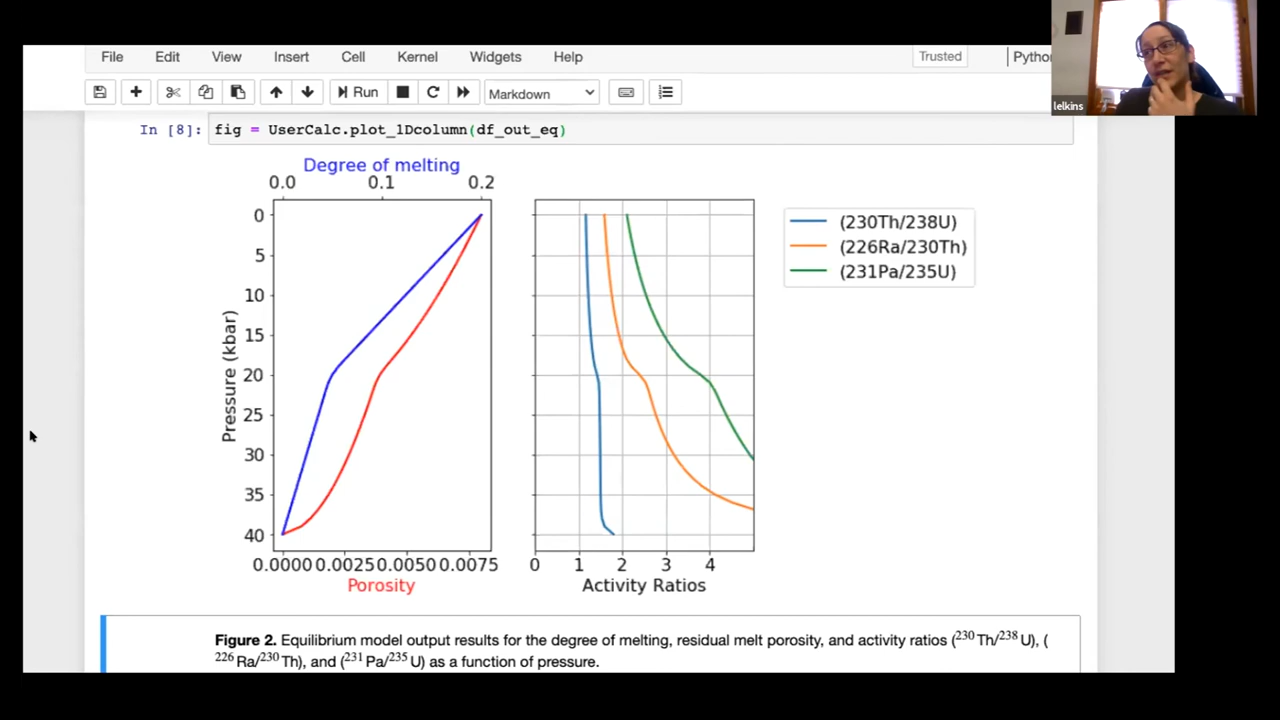 File Edit View Insert Cell Kernel Widgets Help Trusted Pytho
lelkins
Run Markdown
In [8]: fig = UserCalc.plot_1Dcolumn(df_out_eq)
Degree of melting
0.0 0.1 0.2
0
5
10
15
20
25
30
35
40
Pressure (kbar)
0.0000 0.0025 0.0050 0.0075
Porosity
0 1 2 3 4
Activity Ratios
(230Th/238U)
(226Ra/230Th)
(231Pa/235U)
Figure 2. Equilibrium model output results for the degree of melting, residual melt porosity, and activity ratios (²³⁰Th/²³⁸U), (
²²⁶Ra/²³⁰Th), and (²³¹Pa/²³⁵U) as a function of pressure.